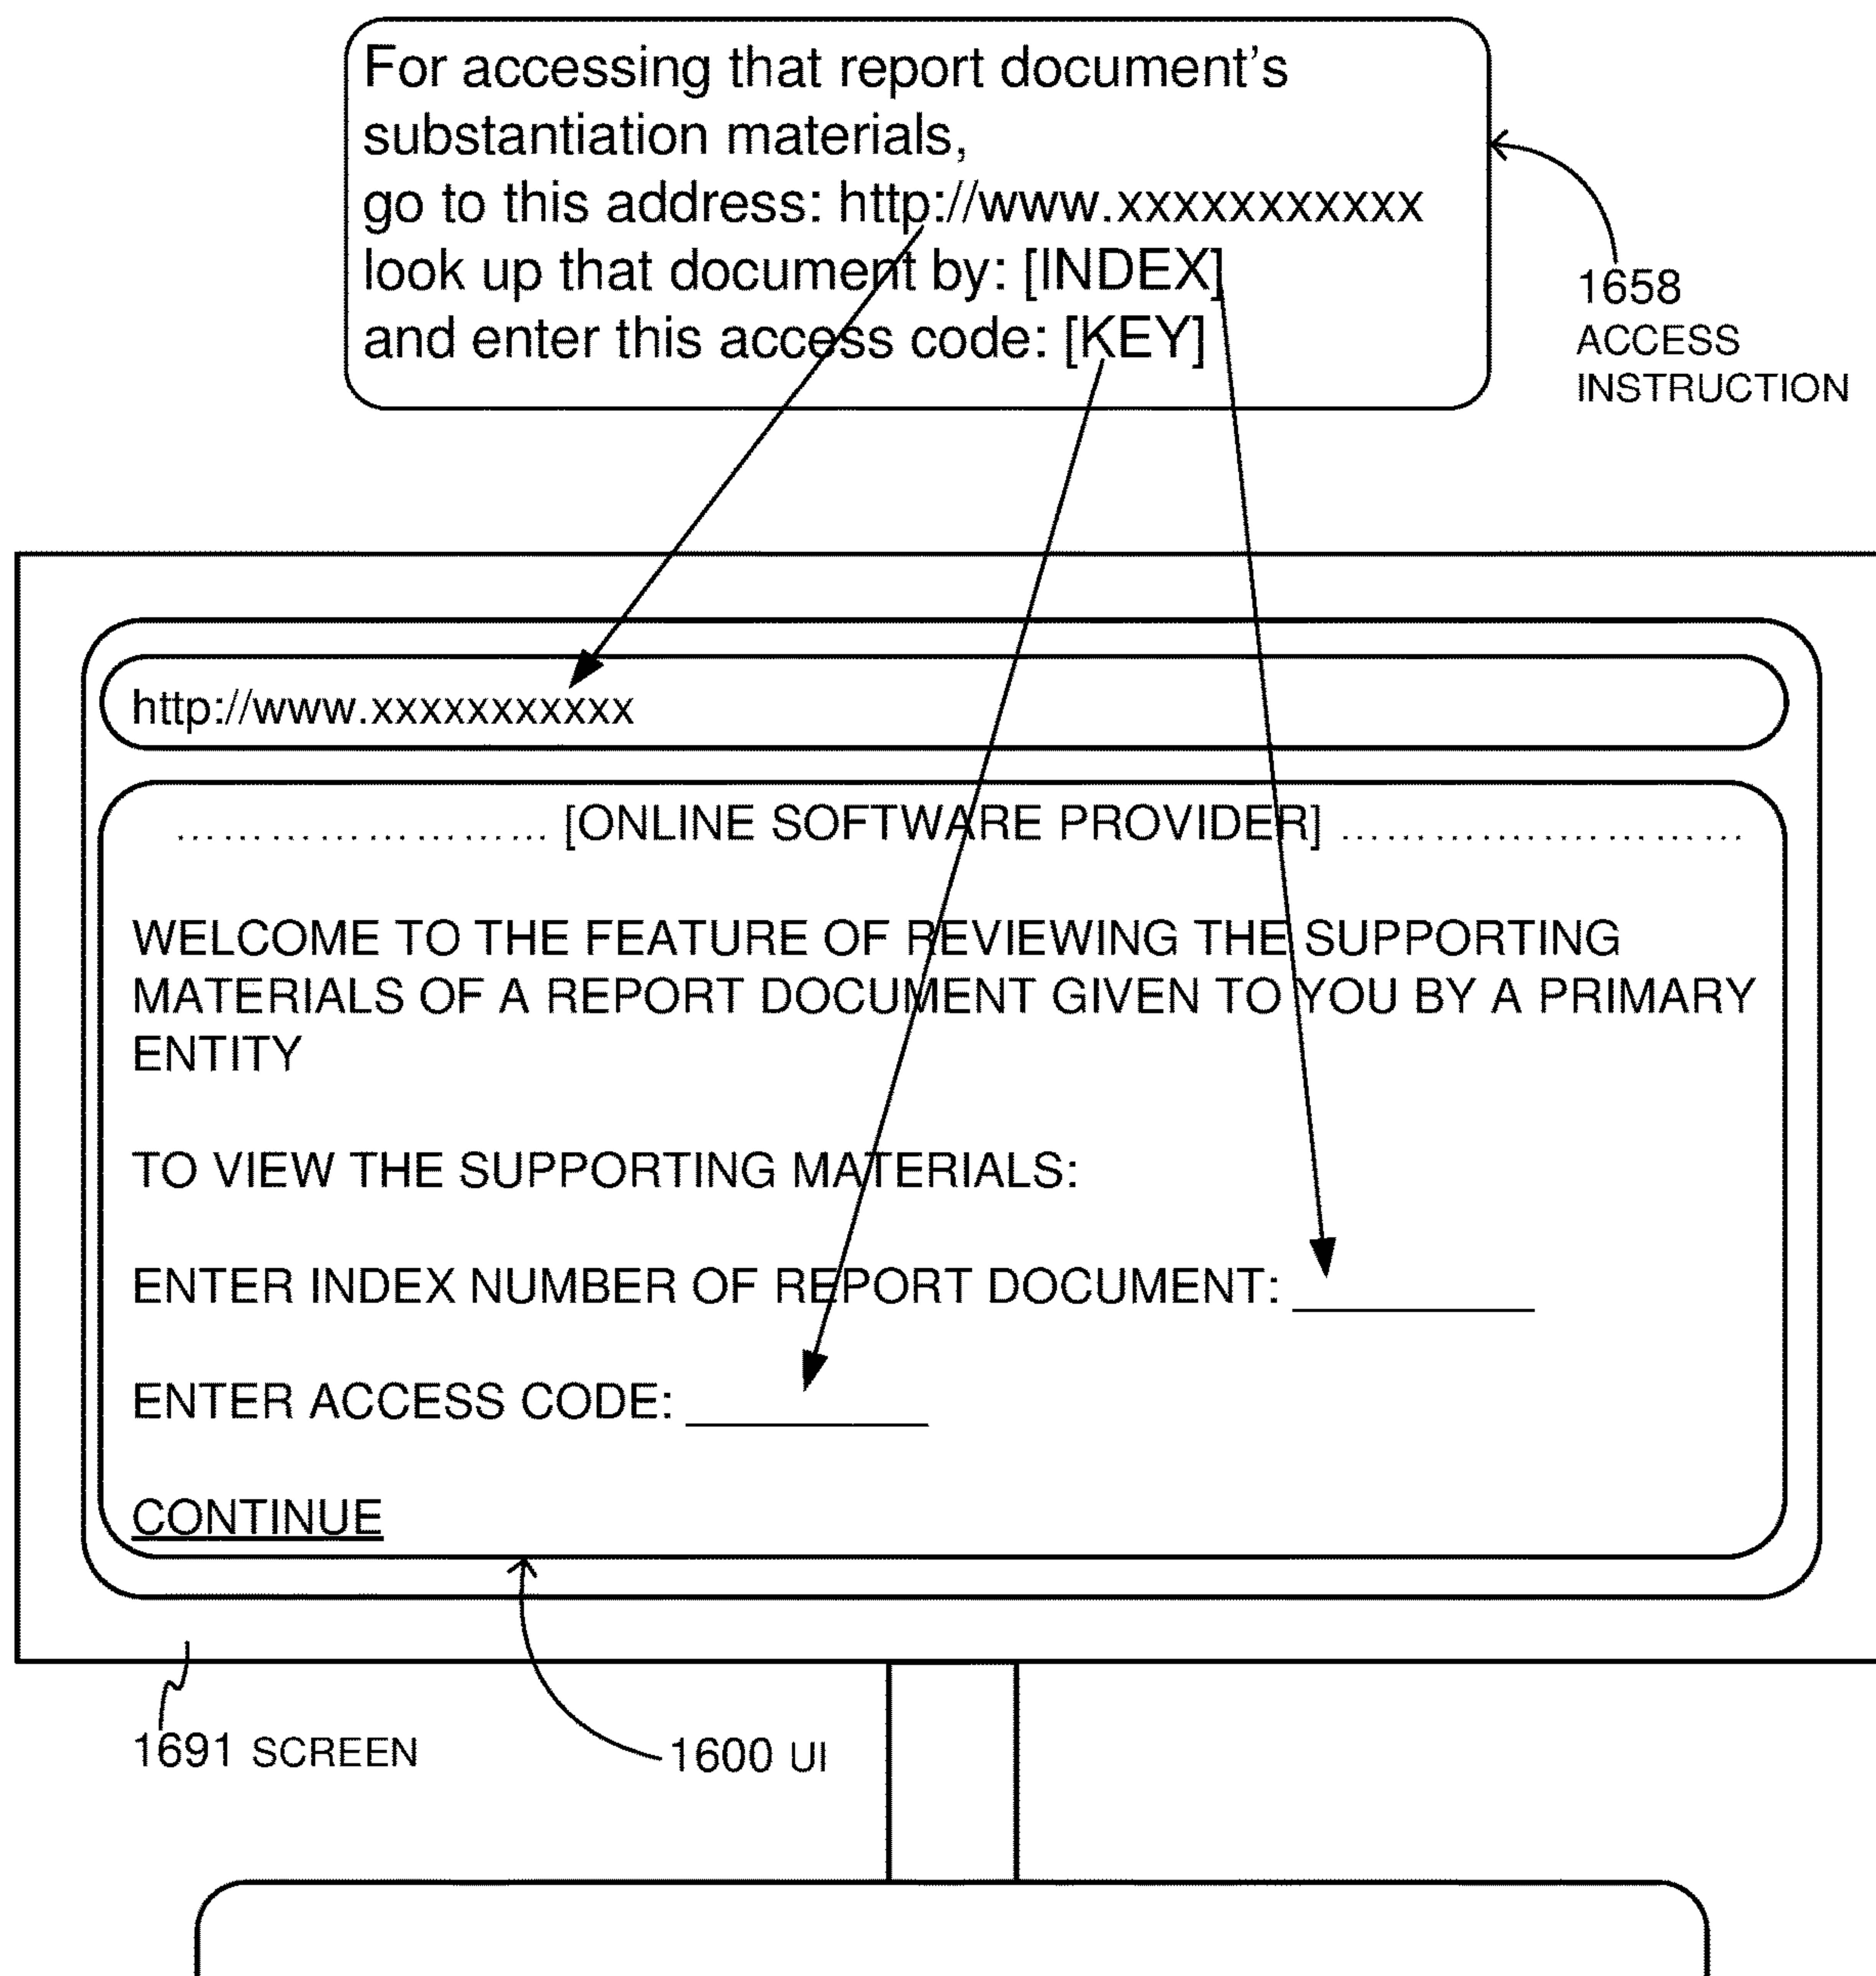 For accessing that report document's
substantiation materials,
go to this address: http://www.xxxxxxxxxxx
look up that document by: [INDEX]
and enter this access code: [KEY]
1658
ACCESS
INSTRUCTION
http://www.xxxxxxxxxxx
........................ [ONLINE SOFTWARE PROVIDER] ..........................
WELCOME TO THE FEATURE OF REVIEWING THE SUPPORTING
MATERIALS OF A REPORT DOCUMENT GIVEN TO YOU BY A PRIMARY
ENTITY
TO VIEW THE SUPPORTING MATERIALS:
ENTER INDEX NUMBER OF REPORT DOCUMENT: __________
ENTER ACCESS CODE: __________
CONTINUE
1691 SCREEN
1600 UI